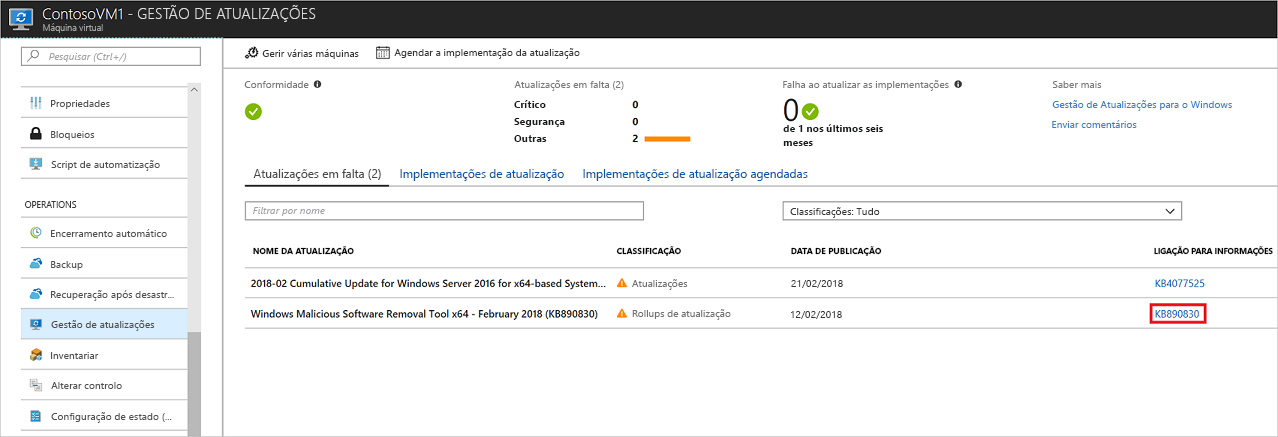 ContosoVM1 - GESTÃO DE ATUALIZAÇÕES
Máquina virtual
Pesquisar (Ctrl+/)
Propriedades
Bloqueios
Script de automatização
OPERATIONS
Encerramento automático
Backup
Recuperação após desastr...
Gestão de atualizações
Inventariar
Alterar controlo
Configuração de estado (...
Gerir várias máquinas
Agendar a implementação da atualização
Conformidade
Atualizações em falta (2)
Crítico 0
Segurança 0
Outras 2
Falha ao atualizar as implementações
0
de 1 nos últimos seis
meses
Saber mais
Gestão de Atualizações para o Windows
Enviar comentários
Atualizações em falta (2) Implementações de atualização Implementações de atualização agendadas
Filtrar por nome
Classificações: Tudo
NOME DA ATUALIZAÇÃO CLASSIFICAÇÃO DATA DE PUBLICAÇÃO LIGAÇÃO PARA INFORMAÇÕES
2018-02 Cumulative Update for Windows Server 2016 for x64-based System... Atualizações 21/02/2018 KB4077525
Windows Malicious Software Removal Tool x64 - February 2018 (KB890830) Rollups de atualização 12/02/2018 KB890830